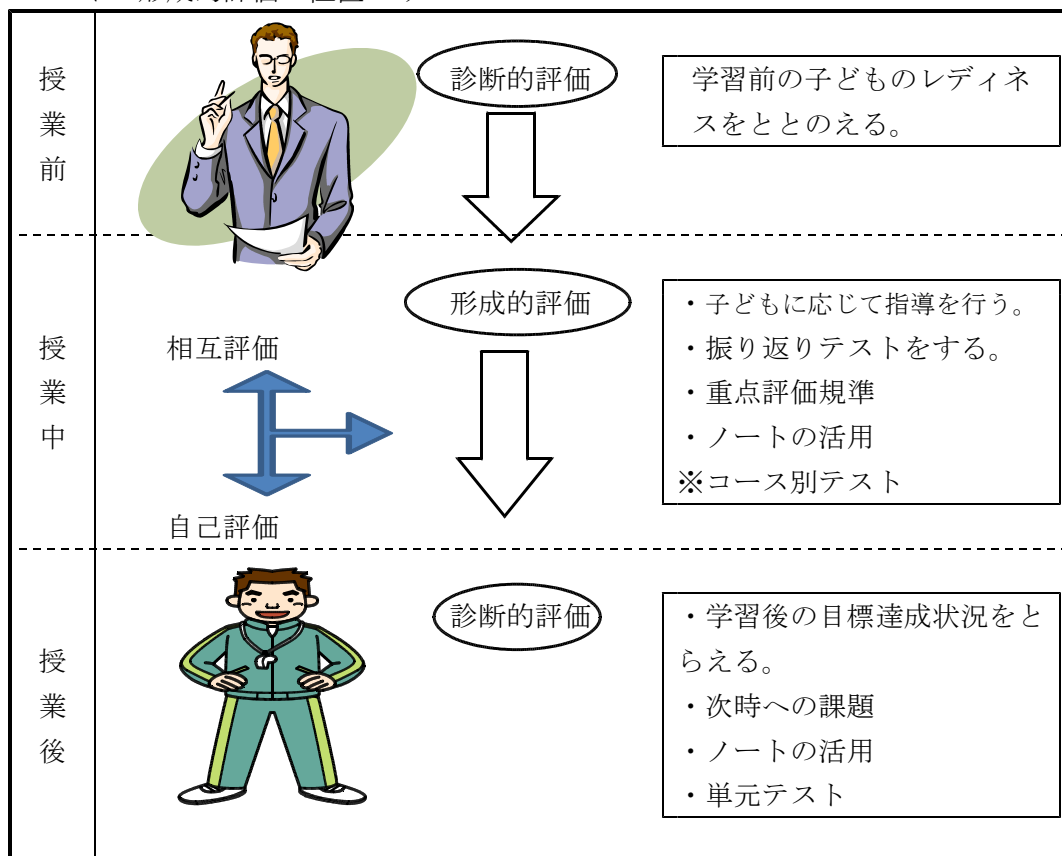 授業前
診断的評価
学習前の子どものレディネ
スをととのえる。
授業中
形成的評価
相互評価
自己評価
・子どもに応じて指導を行う。
・振り返りテストをする。
・重点評価規準
・ノートの活用
※コース別テスト
授業後
診断的評価
・学習後の目標達成状況をと
らえる。
・次時への課題
・ノートの活用
・単元テスト